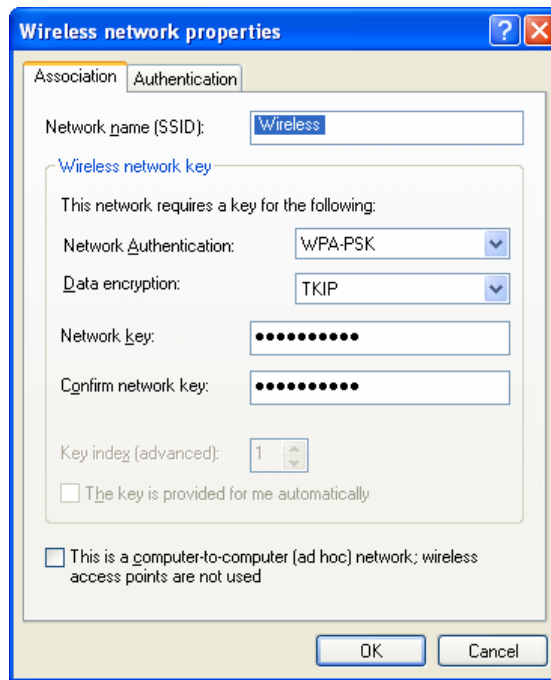 Wireless network properties
Association
Authentication
Network name (SSID):
Wireless
Wireless network key
This network requires a key for the following:
Network Authentication:
WPA-PSK
Data encryption:
TKIP
Network key:
••••••••••
Confirm network key:
••••••••••
Key index (advanced):
1
The key is provided for me automatically
This is a computer-to-computer (ad hoc) network; wireless
access points are not used
OK
Cancel